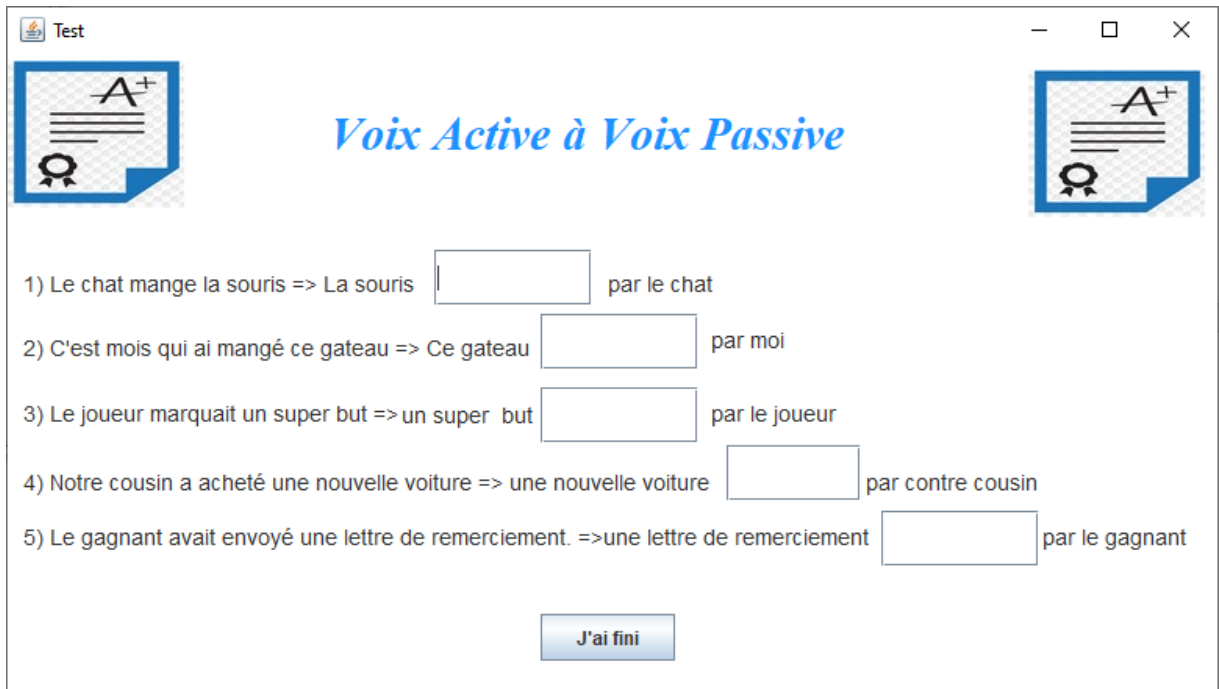 Test
A+
A+
Voix Active à Voix Passive
1) Le chat mange la souris => La souris par le chat
2) C'est mois qui ai mangé ce gateau => Ce gateau par moi
3) Le joueur marquait un super but => un super but par le joueur
4) Notre cousin a acheté une nouvelle voiture => une nouvelle voiture par contre cousin
5) Le gagnant avait envoyé une lettre de remerciement. =>une lettre de remerciement par le gagnant
J'ai fini